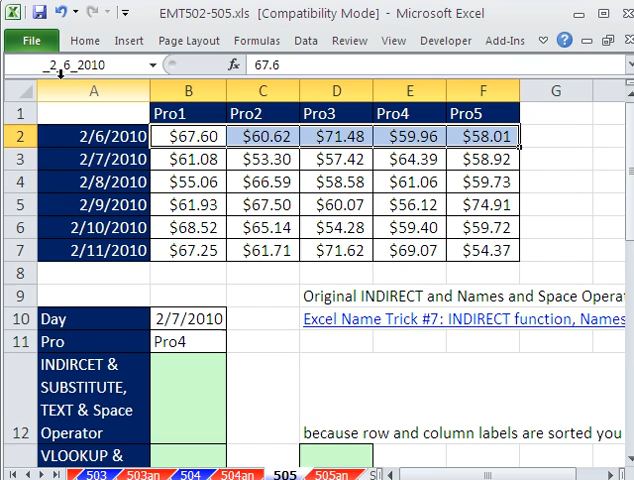 EMT502-505.xls [Compatibility Mode] - Microsoft Excel
File Home Insert Page Layout Formulas Data Review View Developer Add-Ins
_2_6_2010 fx 67.6
A B C D E F G
1 Pro1 Pro2 Pro3 Pro4 Pro5
2 2/6/2010 $67.60 $60.62 $71.48 $59.96 $58.01
3 2/7/2010 $61.08 $53.30 $57.42 $64.39 $58.92
4 2/8/2010 $55.06 $66.59 $58.58 $61.06 $59.73
5 2/9/2010 $61.93 $67.50 $60.07 $56.12 $74.91
6 2/10/2010 $68.52 $65.14 $54.28 $59.40 $59.72
7 2/11/2010 $67.25 $61.71 $71.62 $69.07 $54.37
8
9 Original INDIRECT and Names and Space Opera
10 Day 2/7/2010 Excel Name Trick #7: INDIRECT function, Names
11 Pro Pro4
INDIRCET &
SUBSTITUTE,
TEXT & Space
12 Operator because row and column labels are sorted you
VLOOKUP &
503 503an 504 504an 505 505an S